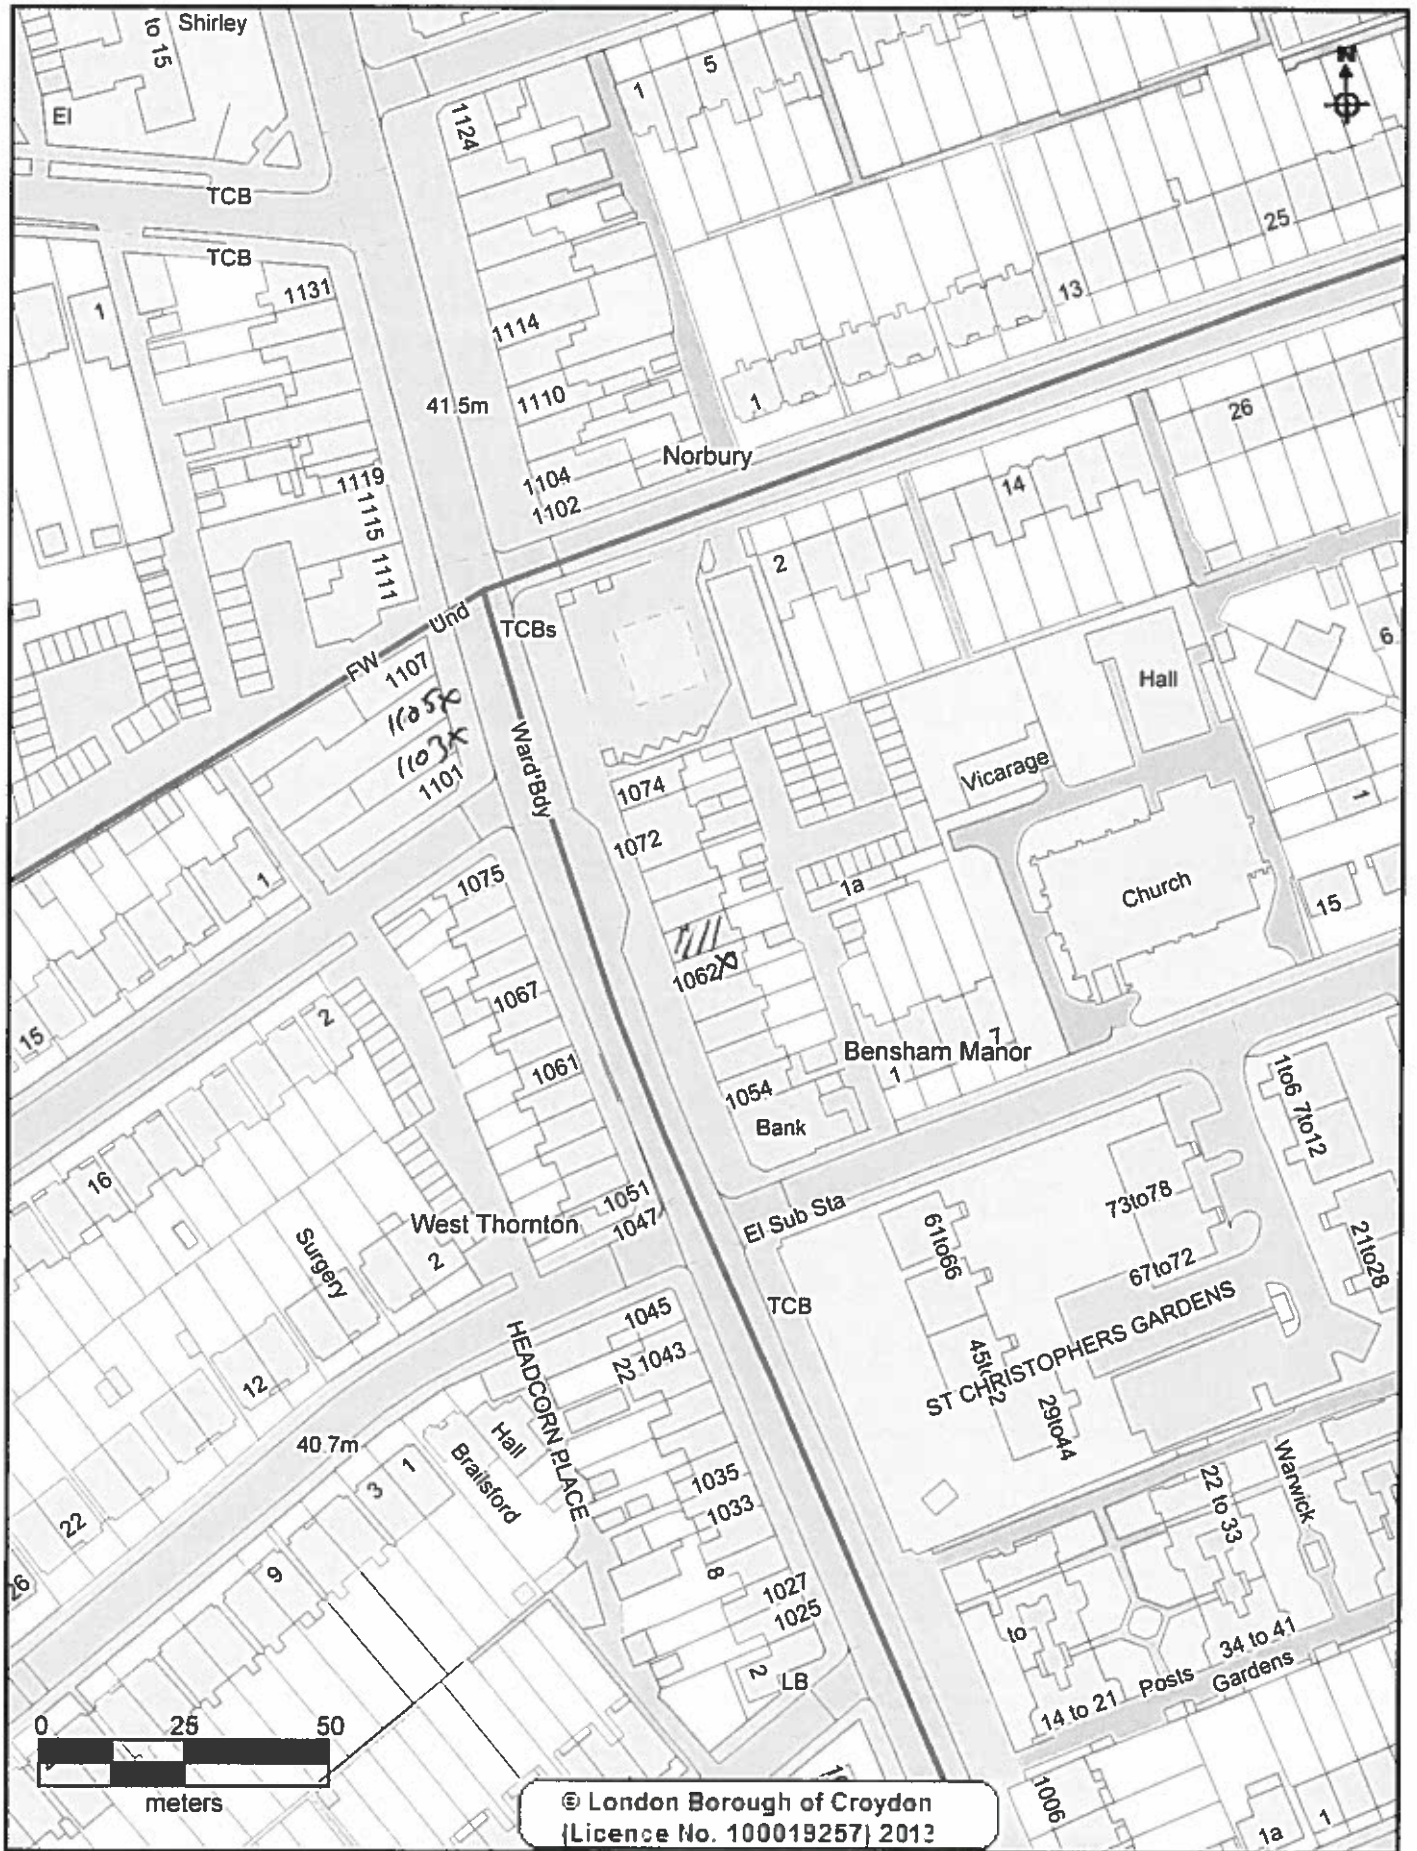 Shirley
to 15
5
1
N
El
1124
TCB
25
TCB
1131
13
1
1114
1110
41.5m
1
26
Norbury
1119
1104
14
1115
1102
1111
2
Und
TCBs
6
FW
1107
Hall
1105X
1103X
Ward Bdy
Vicarage
1101
1074
1
1072
1075
1a
Church
1
15
1062X
1067
2
15
7
Bensham Manor
1061
1
1to6
7to12
1054
Bank
16
73to78
1051
El Sub Sta
West Thornton
1047
61to66
Surgery
2
21to28
67to72
TCB
1045
ST CHRISTOPHERS GARDENS
HEADCORN PLACE
22
1043
12
29to44
Hall
40.7m
Brailsford
Warwick
1
1035
3
22 to 33
1033
22
9
8
26
1027
1025
to
34 to 41
2
LB
Posts
Gardens
14 to 21
0 25 50
meters
1006
1a
1
© London Borough of Croydon
(Licence No. 100019257) 2013